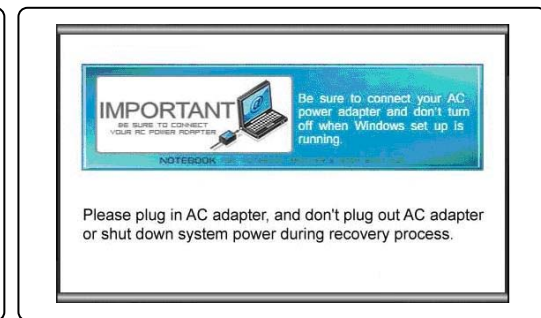 IMPORTANT
BE SURE TO CONNECT
YOUR AC POWER ADAPTER
Be sure to connect your AC
power adapter and don't turn
off when Windows set up is
running.
NOTEBOOK
Please plug in AC adapter, and don't plug out AC adapter
or shut down system power during recovery process.